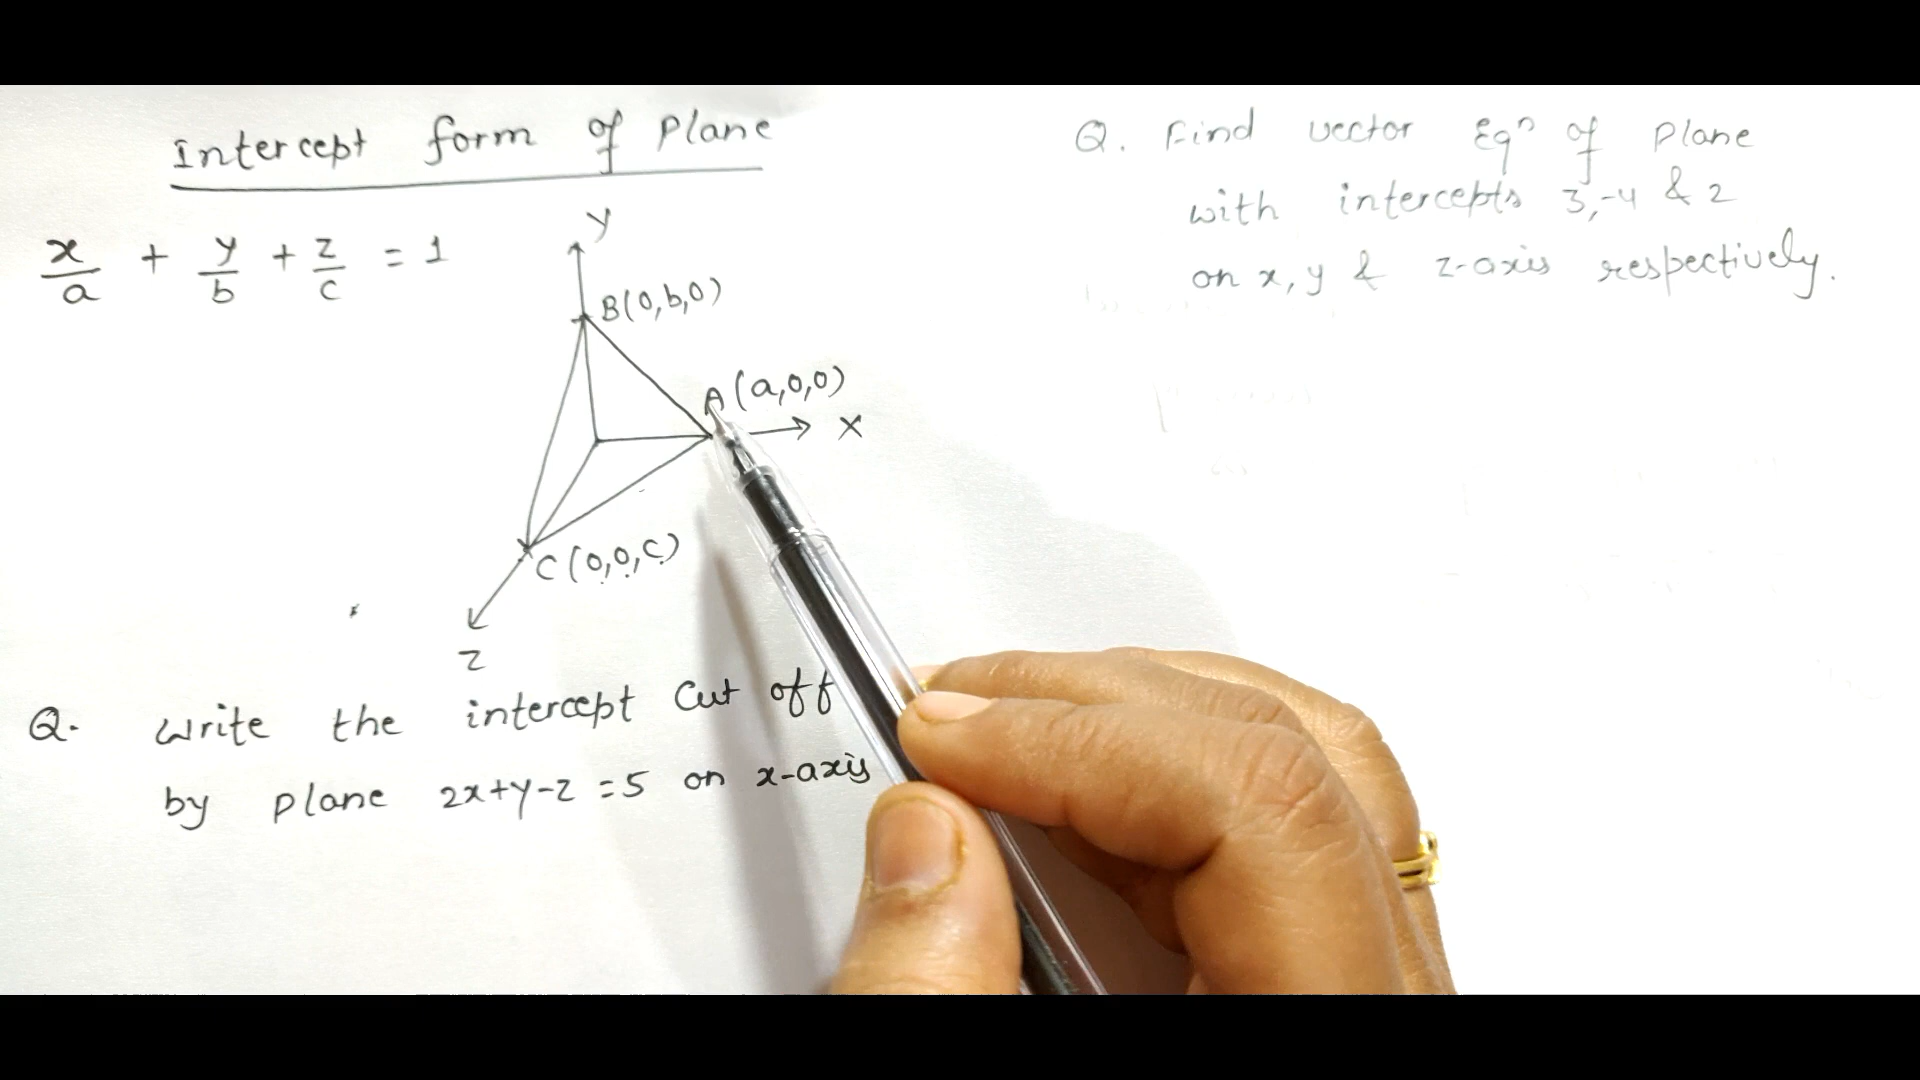 Intercept form of Plane
x/a + y/b + z/c = 1
Y
B(0,b,0)
A(a,0,0)
X
C(0,0,c)
Z
Q. Write the intercept cut off
by plane 2x+y-z=5 on x-axis
Q. Find vector Eqⁿ of Plane
with intercepts 3,-4 & 2
on x, y & z-axis respectively.